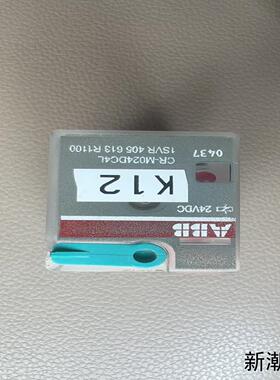 ABB
24VDC
K12
CR-M024DC4L
1SVR 405 613 R1100
0437
新潮